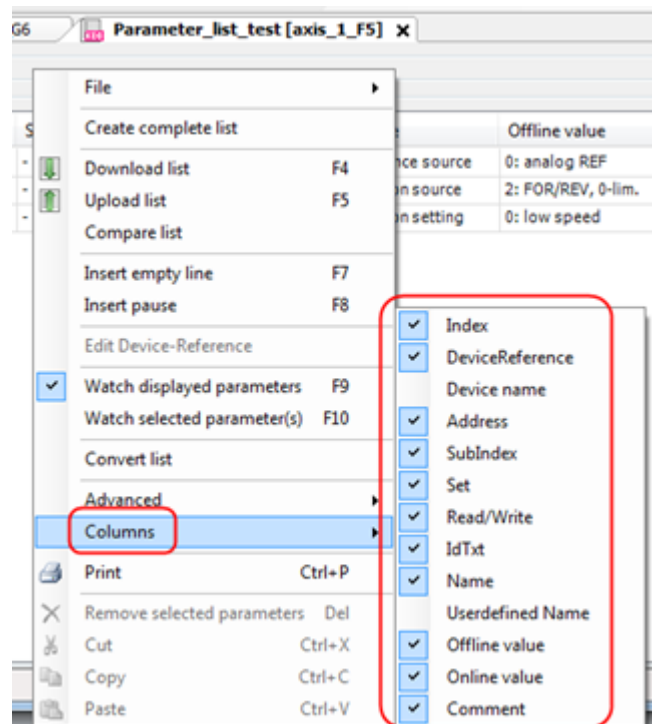 G6
Parameter_list_test [axis_1_F5]
File
Create complete list
Download list F4
Upload list F5
Compare list
Insert empty line F7
Insert pause F8
Edit Device-Reference
Watch displayed parameters F9
Watch selected parameter(s) F10
Convert list
Advanced
Columns
Print Ctrl+P
Remove selected parameters Del
Cut Ctrl+X
Copy Ctrl+C
Paste Ctrl+V
Offline value
source 0: analog REF
source 2: FOR/REV, 0-lim.
setting 0: low speed
Index
DeviceReference
Device name
Address
SubIndex
Set
Read/Write
IdTxt
Name
Userdefined Name
Offline value
Online value
Comment